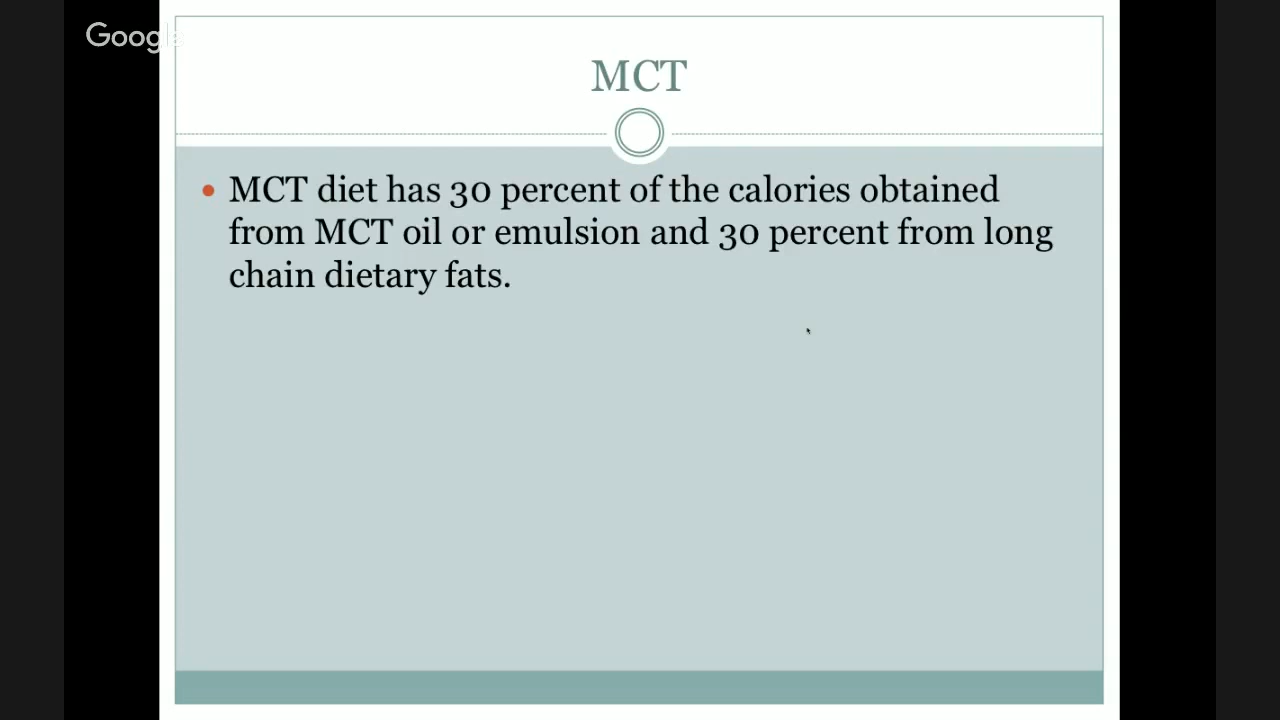 Google
MCT
• MCT diet has 30 percent of the calories obtained
from MCT oil or emulsion and 30 percent from long
chain dietary fats.